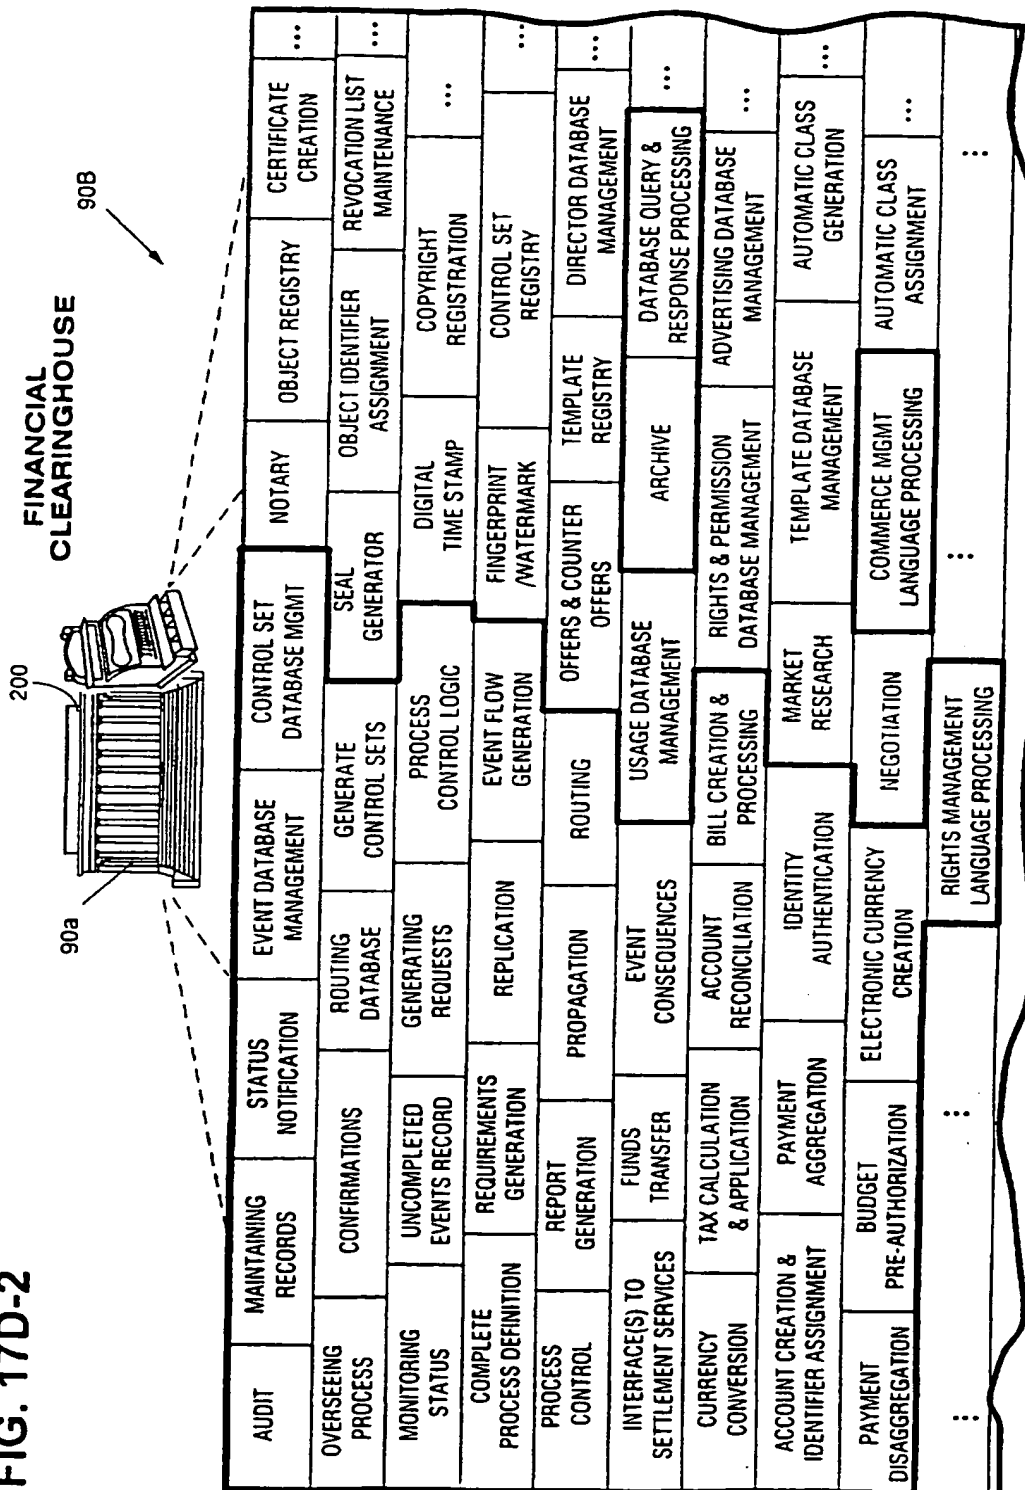 FIG. 17D-2
FINANCIAL
CLEARINGHOUSE
200
90a
90B
AUDIT
MAINTAINING
RECORDS
STATUS
NOTIFICATION
EVENT DATABASE
MANAGEMENT
CONTROL SET
DATABASE MGMT
NOTARY
OBJECT REGISTRY
CERTIFICATE
CREATION
...
OVERSEEING
PROCESS
CONFIRMATIONS
ROUTING
DATABASE
GENERATE
CONTROL SETS
SEAL
GENERATOR
OBJECT IDENTIFIER
ASSIGNMENT
REVOCATION LIST
MAINTENANCE
...
MONITORING
STATUS
UNCOMPLETED
EVENTS RECORD
GENERATING
REQUESTS
PROCESS
CONTROL LOGIC
DIGITAL
TIME STAMP
COPYRIGHT
REGISTRATION
...
COMPLETE
PROCESS DEFINITION
REQUIREMENTS
GENERATION
REPLICATION
EVENT FLOW
GENERATION
FINGERPRINT
/WATERMARK
CONTROL SET
REGISTRY
...
PROCESS
CONTROL
REPORT
GENERATION
PROPAGATION
ROUTING
OFFERS & COUNTER
OFFERS
TEMPLATE
REGISTRY
DIRECTOR DATABASE
MANAGEMENT
...
INTERFACE(S) TO
SETTLEMENT SERVICES
FUNDS
TRANSFER
EVENT
CONSEQUENCES
USAGE DATABASE
MANAGEMENT
ARCHIVE
DATABASE QUERY &
RESPONSE PROCESSING
...
CURRENCY
CONVERSION
TAX CALCULATION
& APPLICATION
ACCOUNT
RECONCILIATION
BILL CREATION &
PROCESSING
RIGHTS & PERMISSION
DATABASE MANAGEMENT
ADVERTISING DATABASE
MANAGEMENT
...
ACCOUNT CREATION &
IDENTIFIER ASSIGNMENT
PAYMENT
AGGREGATION
IDENTITY
AUTHENTICATION
MARKET
RESEARCH
TEMPLATE DATABASE
MANAGEMENT
AUTOMATIC CLASS
GENERATION
...
PAYMENT
DISAGGREGATION
BUDGET
PRE-AUTHORIZATION
ELECTRONIC CURRENCY
CREATION
NEGOTIATION
COMMERCE MGMT
LANGUAGE PROCESSING
AUTOMATIC CLASS
ASSIGNMENT
...
...
...
RIGHTS MANAGEMENT
LANGUAGE PROCESSING
...
...